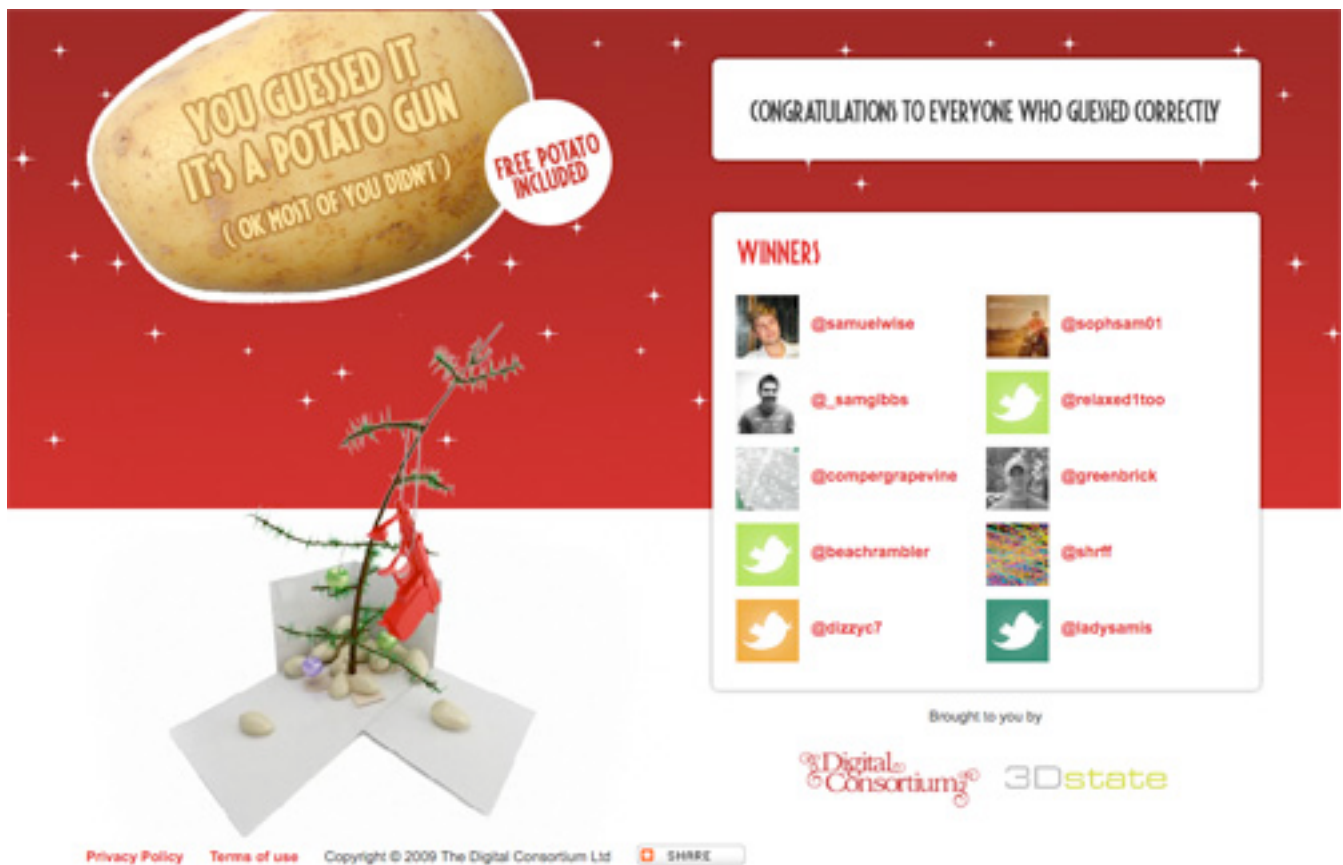 YOU GUESSED IT
IT'S A POTATO GUN
( OK MOST OF YOU DIDN'T )
FREE POTATO
INCLUDED
CONGRATULATIONS TO EVERYONE WHO GUESSED CORRECTLY
WINNERS
@samuelwise
@sophsam01
@_samgibbs
@relaxed1too
@compergrapevine
@greenbrick
@beachrambler
@shrff
@dizzyc7
@ladysamis
Brought to you by
Digital
Consortium
3Dstate
Privacy Policy
Terms of use
Copyright © 2009 The Digital Consortium Ltd
SHARE